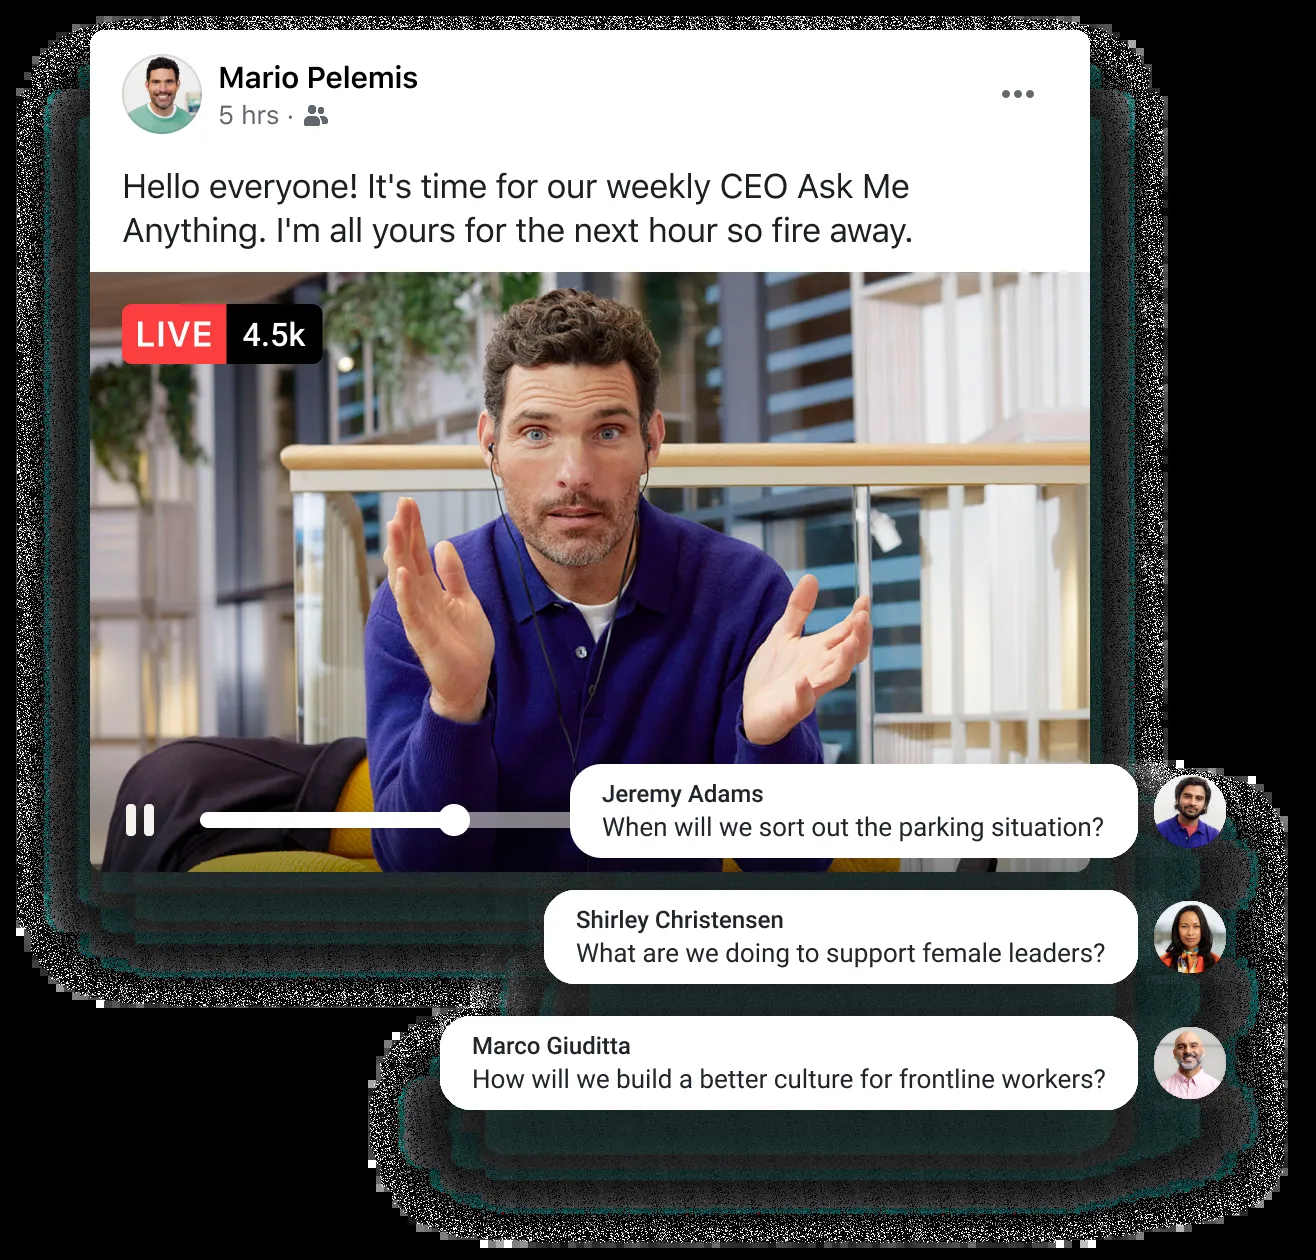 Mario Pelemis
5 hrs ·
Hello everyone! It's time for our weekly CEO Ask Me
Anything. I'm all yours for the next hour so fire away.
LIVE 4.5k
Jeremy Adams
When will we sort out the parking situation?
Shirley Christensen
What are we doing to support female leaders?
Marco Giuditta
How will we build a better culture for frontline workers?